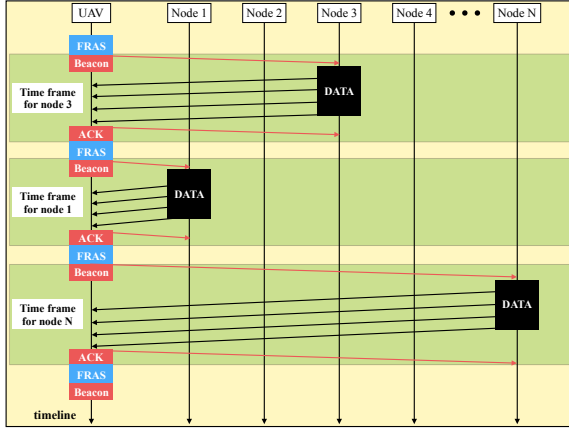 UAV Node 1 Node 2 Node 3 Node 4 • • • Node N
FRAS
Beacon
Time frame
for node 3
DATA
ACK
FRAS
Beacon
Time frame
for node 1
DATA
ACK
FRAS
Beacon
Time frame
for node N
DATA
ACK
FRAS
Beacon
timeline